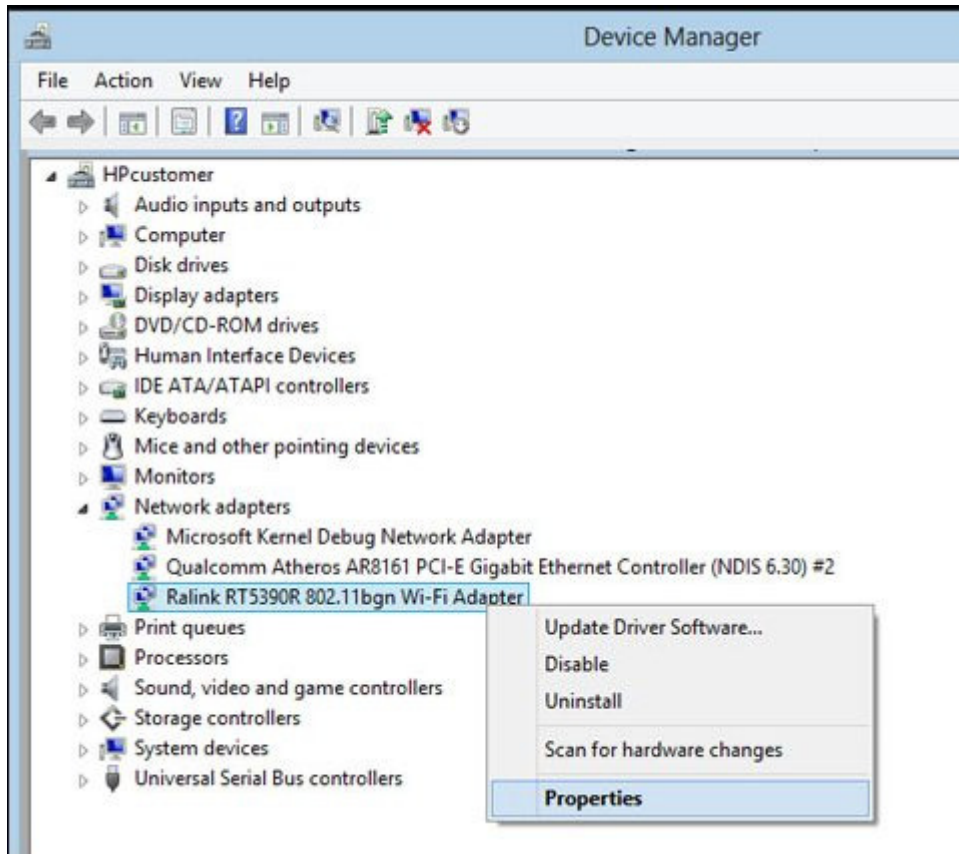 Device Manager
File Action View Help
?
HPcustomer
Audio inputs and outputs
Computer
Disk drives
Display adapters
DVD/CD-ROM drives
Human Interface Devices
IDE ATA/ATAPI controllers
Keyboards
Mice and other pointing devices
Monitors
Network adapters
Microsoft Kernel Debug Network Adapter
Qualcomm Atheros AR8161 PCI-E Gigabit Ethernet Controller (NDIS 6.30) #2
Ralink RT5390R 802.11bgn Wi-Fi Adapter
Print queues
Processors
Sound, video and game controllers
Storage controllers
System devices
Universal Serial Bus controllers
Update Driver Software...
Disable
Uninstall
Scan for hardware changes
Properties